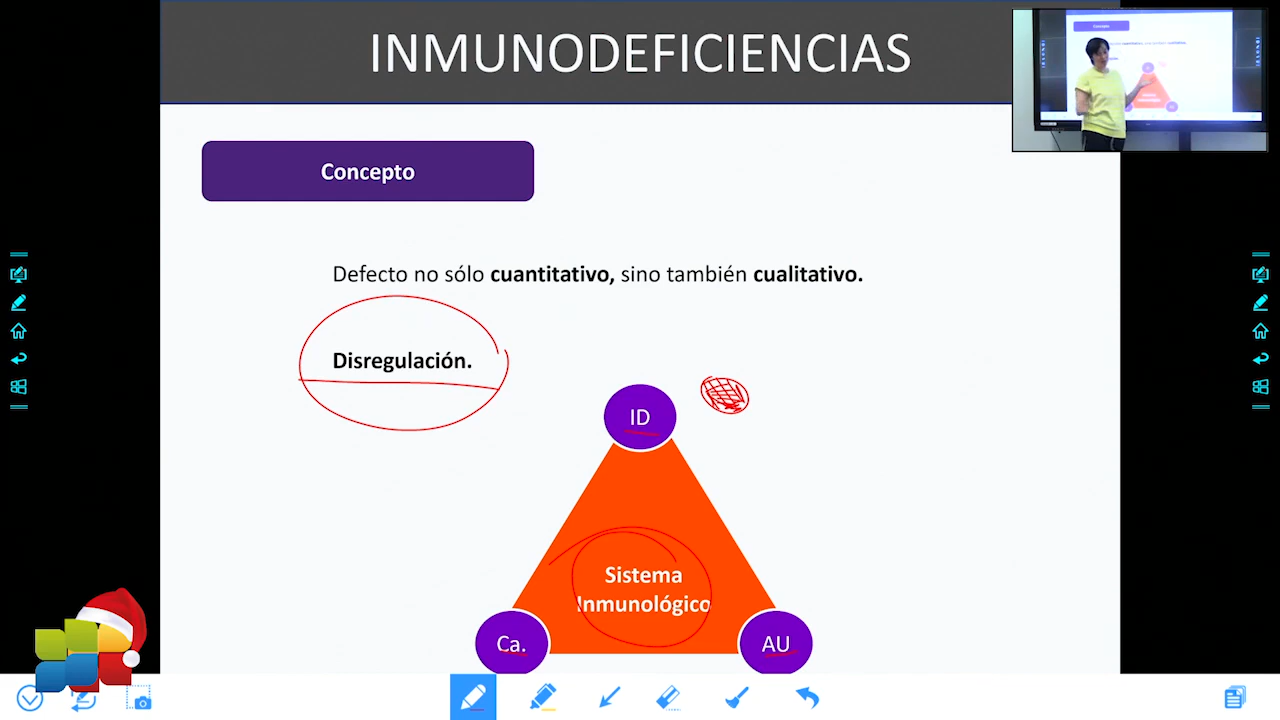 INMUNODEFICIENCIAS
Concepto
Defecto no sólo cuantitativo, sino también cualitativo.
Disregulación.
ID
Sistema
Inmunológico
Ca.
AU